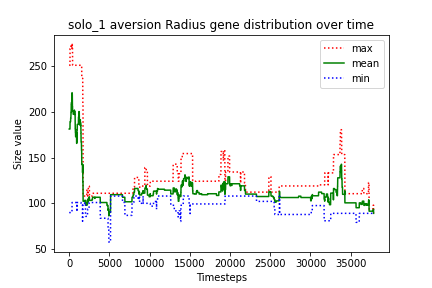 solo_1 aversion Radius gene distribution over time
max
mean
min
Size value
250
200
150
100
50
0 5000 10000 15000 20000 25000 30000 35000
Timesteps